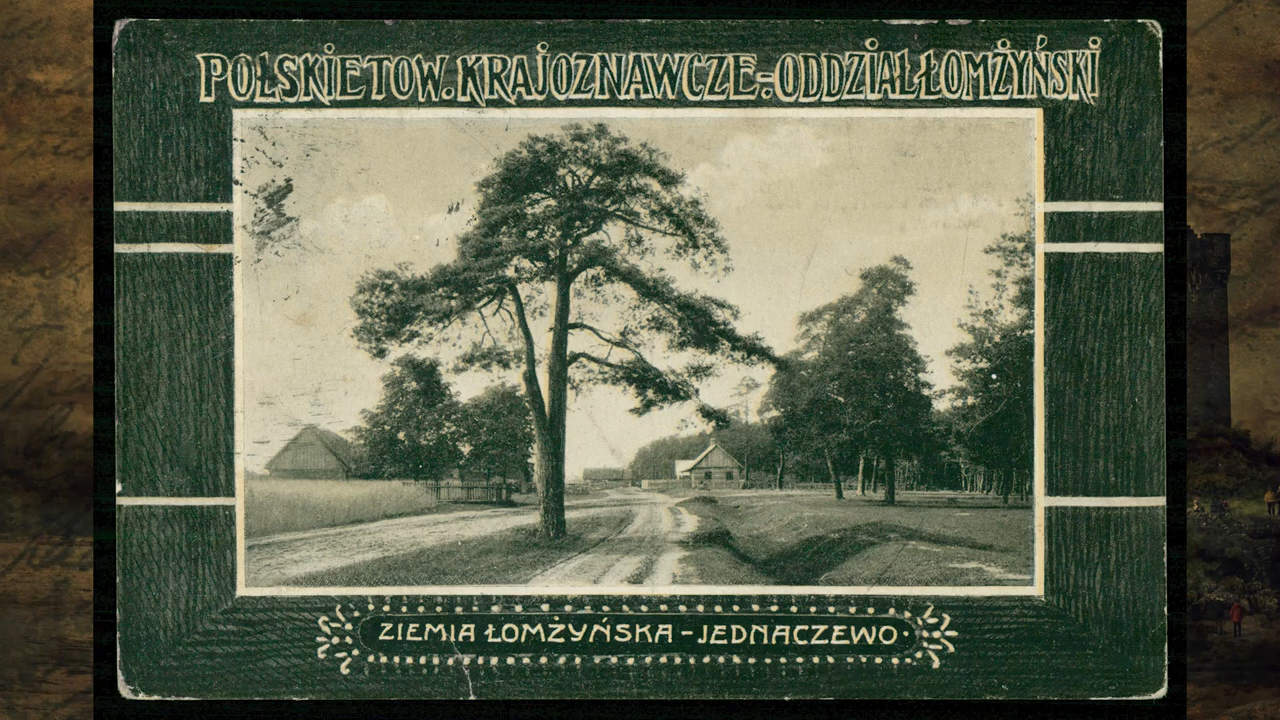 POLSKIE TOW. KRAJOZNAWCZE.-ODDZIAŁ ŁOMŻYŃSKI
ZIEMIA ŁOMŻYŃSKA - JEDNACZEWO.